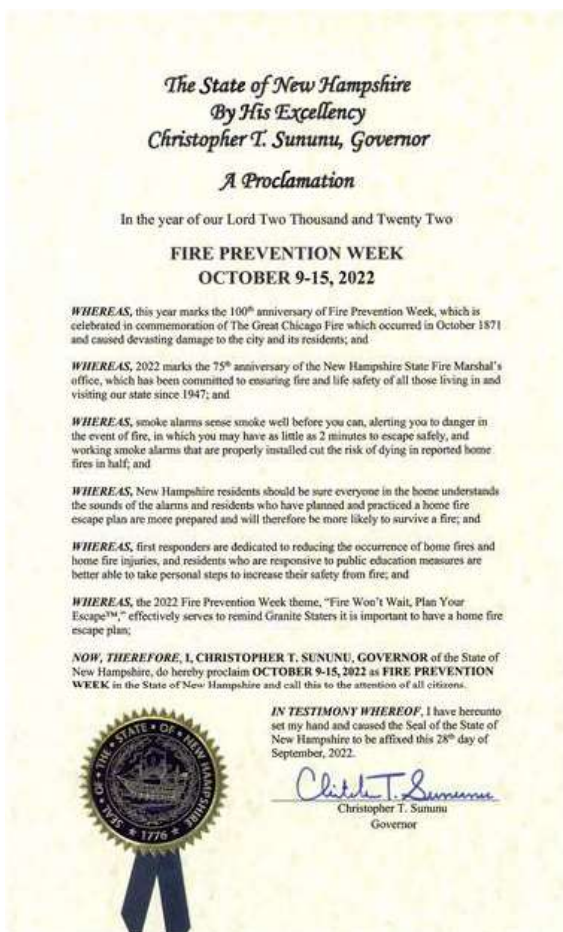 The State of New Hampshire
By His Excellency
Christopher T. Sununu, Governor
A Proclamation
In the year of our Lord Two Thousand and Twenty Two
FIRE PREVENTION WEEK
OCTOBER 9-15, 2022
WHEREAS, this year marks the 100th anniversary of Fire Prevention Week, which is
celebrated in commemoration of The Great Chicago Fire which occurred in October 1871
and caused devasting damage to the city and its residents; and
WHEREAS, 2022 marks the 75th anniversary of the New Hampshire State Fire Marshal's
office, which has been committed to ensuring fire and life safety of all those living in and
visiting our state since 1947; and
WHEREAS, smoke alarms sense smoke well before you can, alerting you to danger in
the event of fire, in which you may have as little as 2 minutes to escape safely, and
working smoke alarms that are properly installed cut the risk of dying in reported home
fires in half; and
WHEREAS, New Hampshire residents should be sure everyone in the home understands
the sounds of the alarms and residents who have planned and practiced a home fire
escape plan are more prepared and will therefore be more likely to survive a fire; and
WHEREAS, first responders are dedicated to reducing the occurrence of home fires and
home fire injuries, and residents who are responsive to public education measures are
better able to take personal steps to increase their safety from fire; and
WHEREAS, the 2022 Fire Prevention Week theme, "Fire Won't Wait, Plan Your
Escape™," effectively serves to remind Granite Staters it is important to have a home fire
escape plan;
NOW, THEREFORE, I, CHRISTOPHER T. SUNUNU, GOVERNOR of the State of
New Hampshire, do hereby proclaim OCTOBER 9-15, 2022 as FIRE PREVENTION
WEEK in the State of New Hampshire and call this to the attention of all citizens.
IN TESTIMONY WHEREOF, I have hereunto
set my hand and caused the Seal of the State of
New Hampshire to be affixed this 28th day of
September, 2022.
Christopher T. Sununu
Governor
SEAL • OF • THE • STATE • OF • NEW HAMPSHIRE
★ 1776 ★